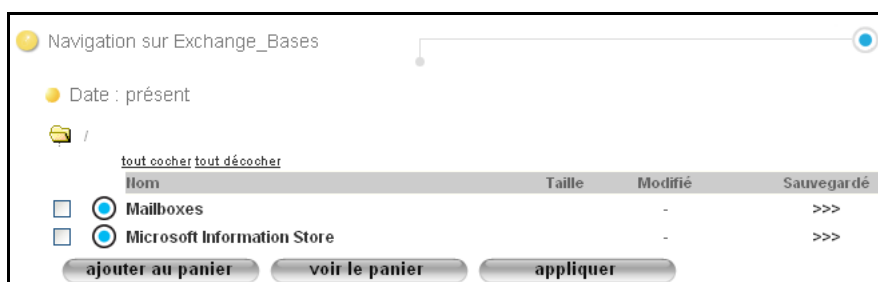 Navigation sur Exchange_Bases
Date : présent
/
tout cocher tout décocher
Nom Taille Modifié Sauvegardé
Mailboxes - >>>
Microsoft Information Store - >>>
ajouter au panier voir le panier appliquer